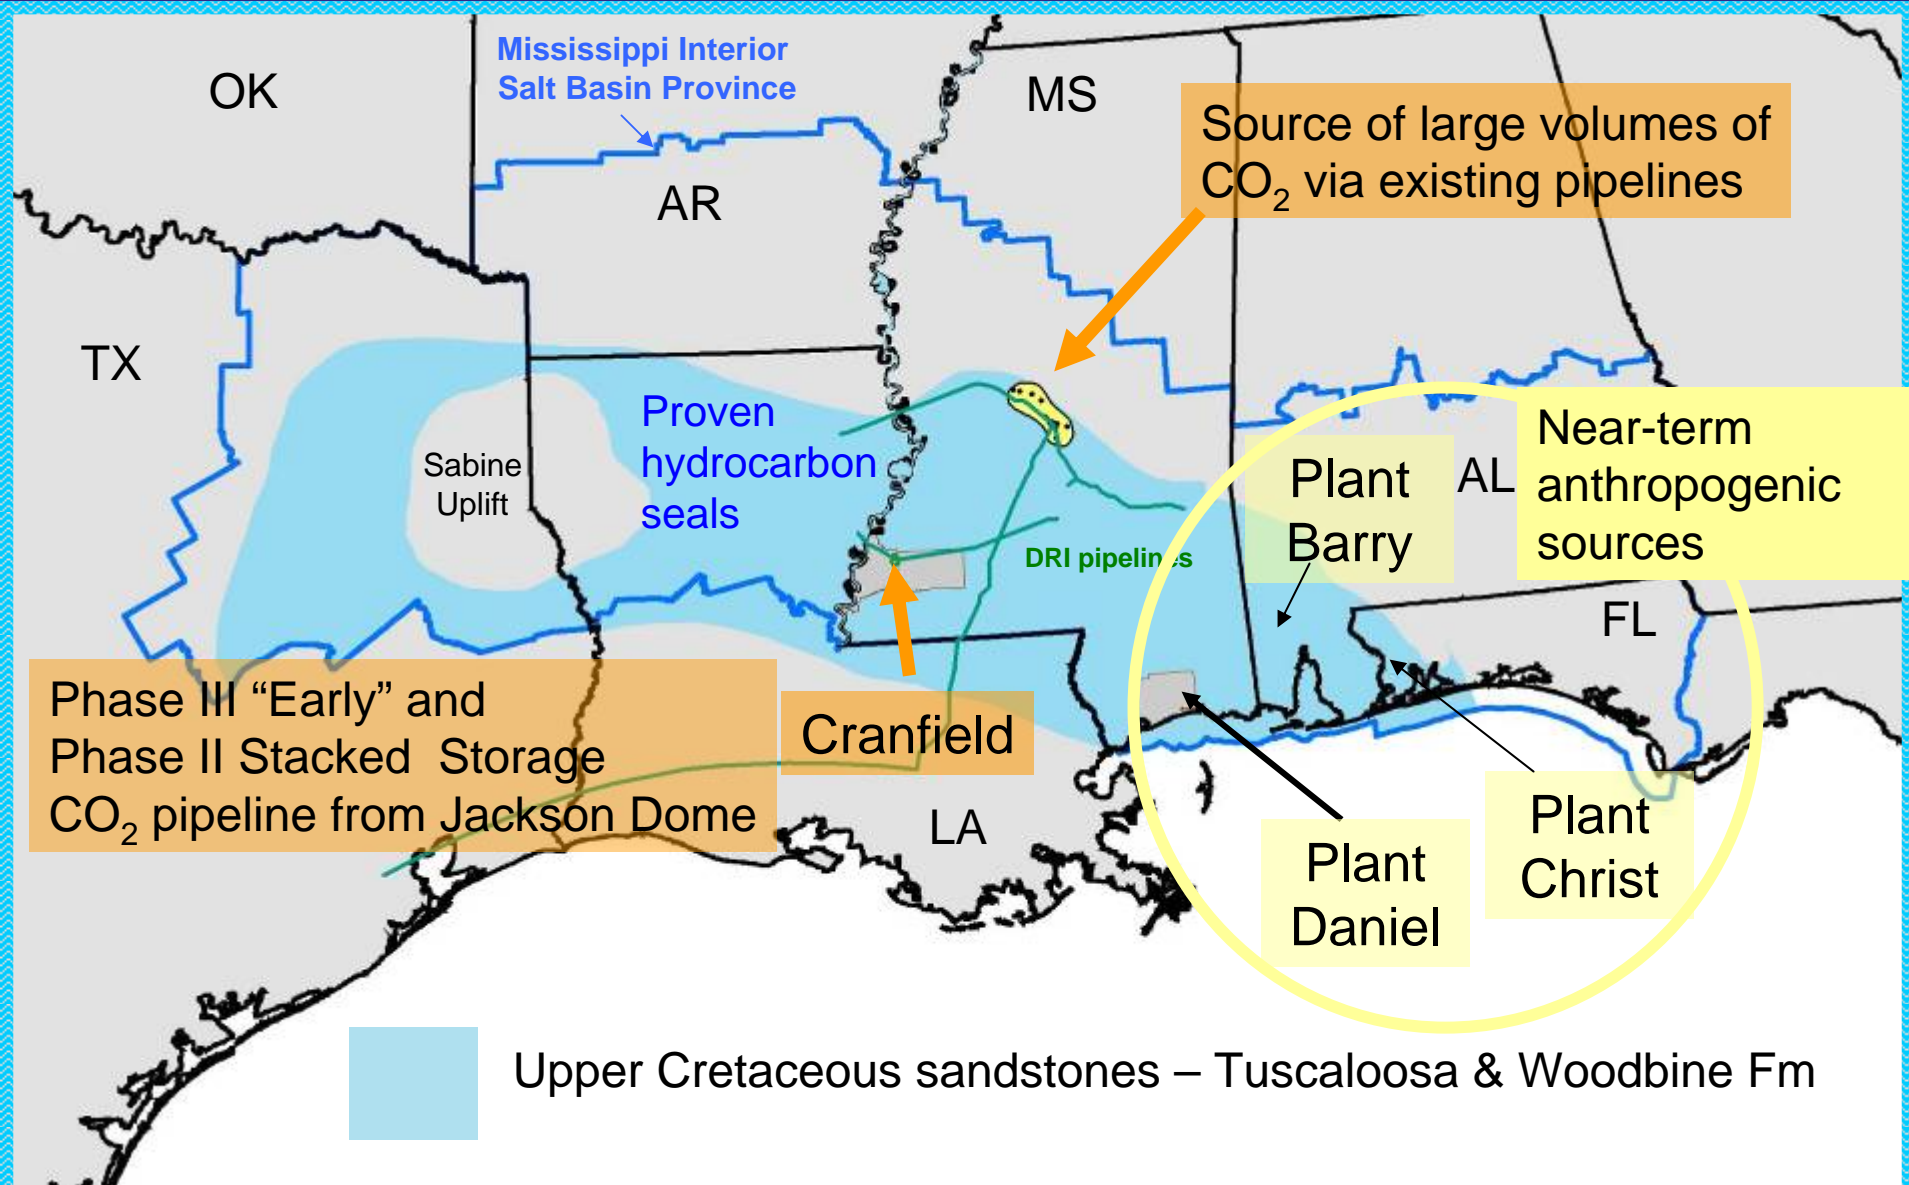 Mississippi Interior
Salt Basin Province
OK
MS
Source of large volumes of
CO₂ via existing pipelines
AR
TX
Proven
hydrocarbon
seals
Sabine
Uplift
Plant
Barry
AL
Near-term
anthropogenic
sources
DRI pipelines
FL
Phase III “Early” and
Phase II Stacked Storage
CO₂ pipeline from Jackson Dome
Cranfield
LA
Plant
Daniel
Plant
Christ
Upper Cretaceous sandstones – Tuscaloosa & Woodbine Fm